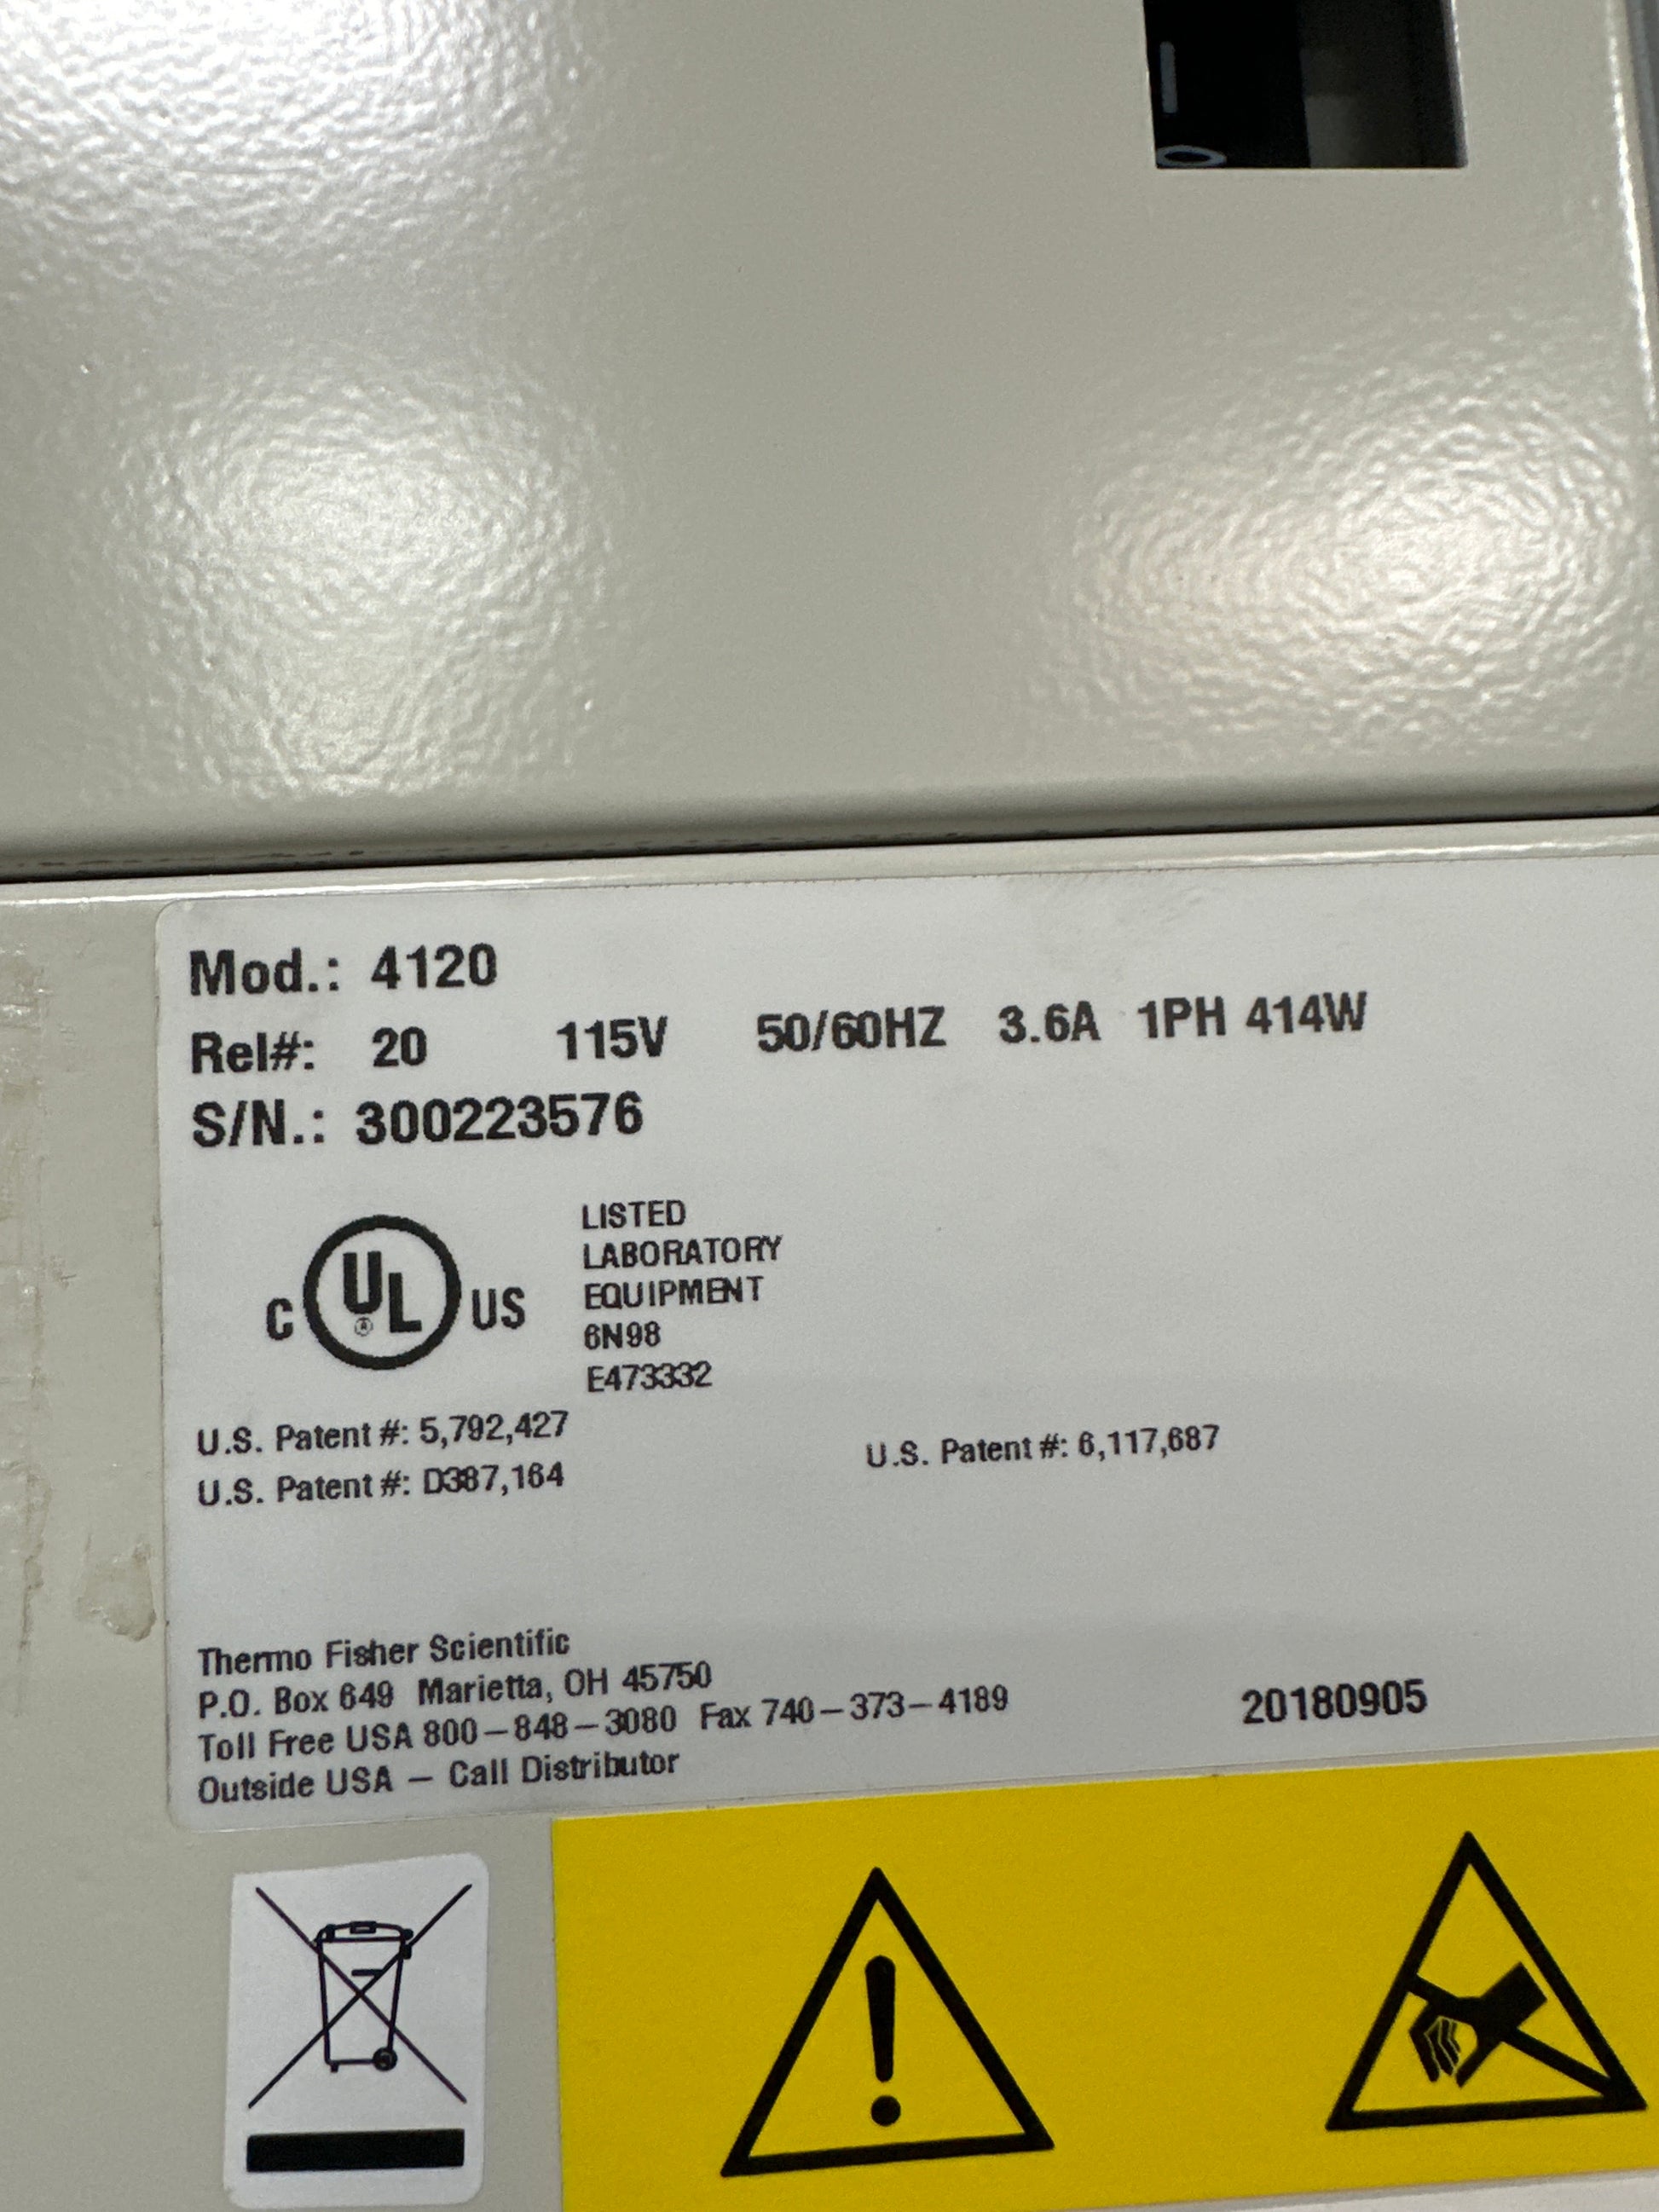 Mod.: 4120
Rel#: 20 115V 50/60HZ 3.6A 1PH 414W
S/N.: 300223576
C UL US
®
LISTED
LABORATORY
EQUIPMENT
6N98
E473332
U.S. Patent #: 5,792,427
U.S. Patent #: D387,164
U.S. Patent #: 6,117,687
Thermo Fisher Scientific
P.O. Box 649 Marietta, OH 45750
Toll Free USA 800-848-3080 Fax 740-373-4189
Outside USA - Call Distributor
20180905